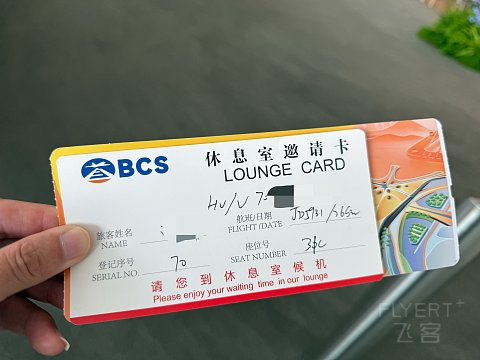 BCS
休息室邀请卡
LOUNGE CARD
HU/U 7-
旅客姓名
NAME
航班/日期
FLIGHT/DATE JD5931
登记序号
SERIAL NO. 70
座位号
SEAT NUMBER
请您到休息室候机
Please enjoy your waiting time in our lounge
FLYERT+
飞客